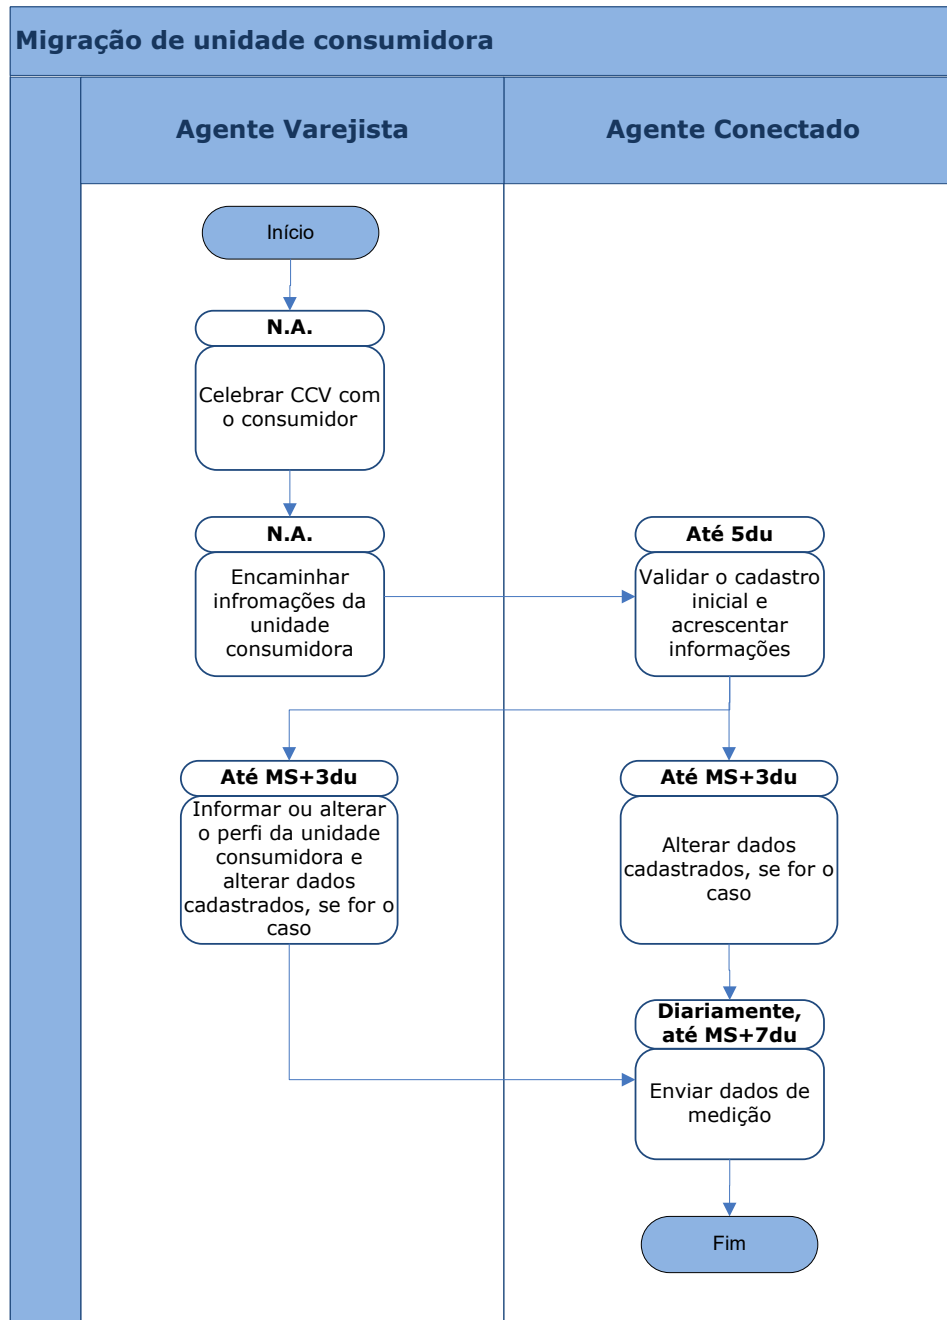 Migração de unidade consumidora
Agente Varejista
Agente Conectado
Início
N.A.
Celebrar CCV com
o consumidor
N.A.
Encaminhar
infromações da
unidade
consumidora
Até 5du
Validar o cadastro
inicial e
acrescentar
informações
Até MS+3du
Informar ou alterar
o perfi da unidade
consumidora e
alterar dados
cadastrados, se for o
caso
Até MS+3du
Alterar dados
cadastrados, se for o
caso
Diariamente,
até MS+7du
Enviar dados de
medição
Fim